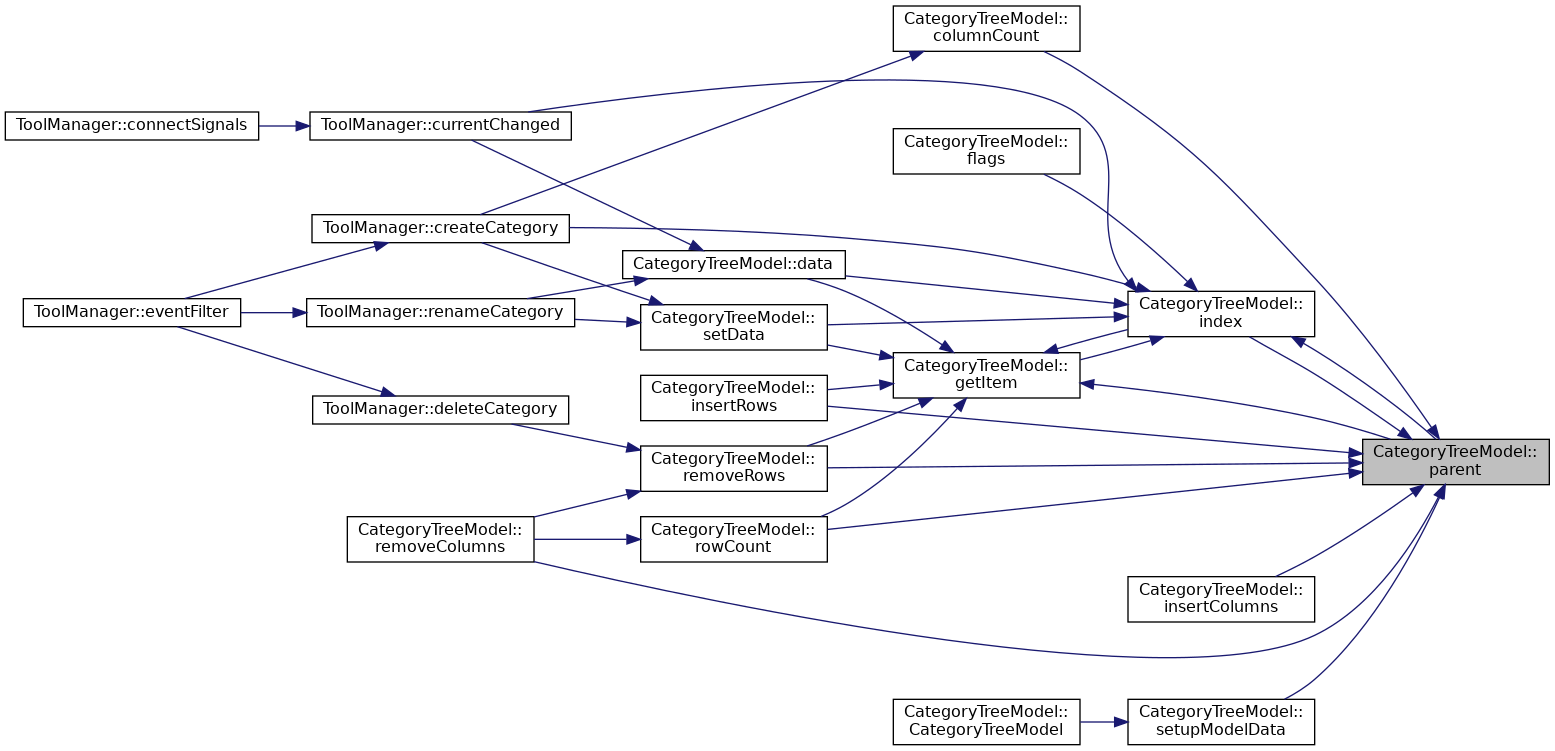 CategoryTreeModel::
columnCount
ToolManager::connectSignals
ToolManager::currentChanged
CategoryTreeModel::
flags
ToolManager::createCategory
CategoryTreeModel::data
ToolManager::eventFilter
ToolManager::renameCategory
CategoryTreeModel::
setData
CategoryTreeModel::
index
CategoryTreeModel::
getItem
CategoryTreeModel::
insertRows
ToolManager::deleteCategory
CategoryTreeModel::
removeRows
CategoryTreeModel::
parent
CategoryTreeModel::
removeColumns
CategoryTreeModel::
rowCount
CategoryTreeModel::
insertColumns
CategoryTreeModel::
CategoryTreeModel
CategoryTreeModel::
setupModelData